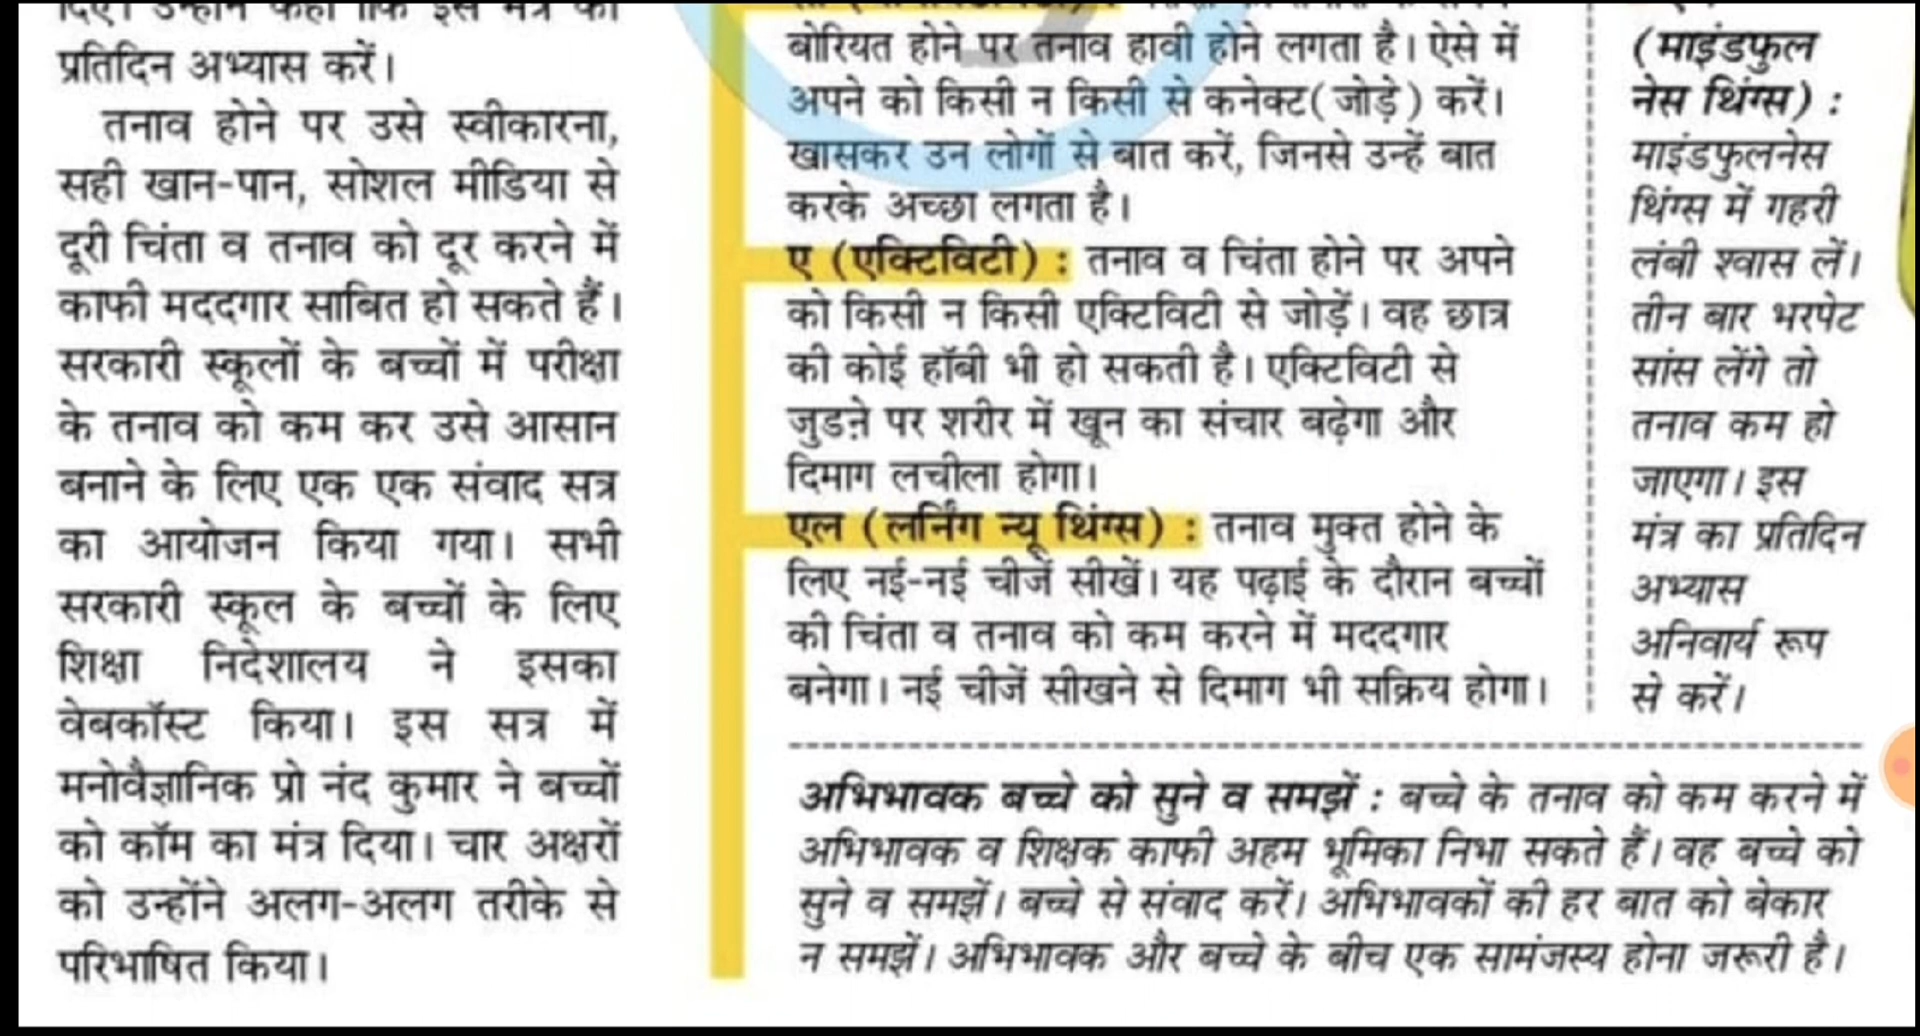 प्रतिदिन अभ्यास करें।
तनाव होने पर उसे स्वीकारना,
सही खान-पान, सोशल मीडिया से
दूरी चिंता व तनाव को दूर करने में
काफी मददगार साबित हो सकते हैं।
सरकारी स्कूलों के बच्चों में परीक्षा
के तनाव को कम कर उसे आसान
बनाने के लिए एक एक संवाद सत्र
का आयोजन किया गया। सभी
सरकारी स्कूल के बच्चों के लिए
शिक्षा निदेशालय ने इसका
वेबकॉस्ट किया। इस सत्र में
मनोवैज्ञानिक प्रो नंद कुमार ने बच्चों
को कॉम का मंत्र दिया। चार अक्षरों
को उन्होंने अलग-अलग तरीके से
परिभाषित किया।
बोरियत होने पर तनाव हावी होने लगता है। ऐसे में
अपने को किसी न किसी से कनेक्ट(जोड़े) करें।
खासकर उन लोगों से बात करें, जिनसे उन्हें बात
करके अच्छा लगता है।
ए (एक्टिविटी) : तनाव व चिंता होने पर अपने
को किसी न किसी एक्टिविटी से जोड़ें। वह छात्र
की कोई हॉबी भी हो सकती है। एक्टिविटी से
जुडऩे पर शरीर में खून का संचार बढ़ेगा और
दिमाग लचीला होगा।
एल (लर्निंग न्यू थिंग्स) : तनाव मुक्त होने के
लिए नई-नई चीजें सीखें। यह पढ़ाई के दौरान बच्चों
की चिंता व तनाव को कम करने में मददगार
बनेगा। नई चीजें सीखने से दिमाग भी सक्रिय होगा।
(माइंडफुल
नेस थिंग्स) :
माइंडफुलनेस
थिंग्स में गहरी
लंबी श्वास लें।
तीन बार भरपेट
सांस लेंगे तो
तनाव कम हो
जाएगा। इस
मंत्र का प्रतिदिन
अभ्यास
अनिवार्य रूप
से करें।
अभिभावक बच्चे को सुने व समझें : बच्चे के तनाव को कम करने में
अभिभावक व शिक्षक काफी अहम भूमिका निभा सकते हैं। वह बच्चे को
सुने व समझें। बच्चे से संवाद करें। अभिभावकों की हर बात को बेकार
न समझें। अभिभावक और बच्चे के बीच एक सामंजस्य होना जरूरी है।